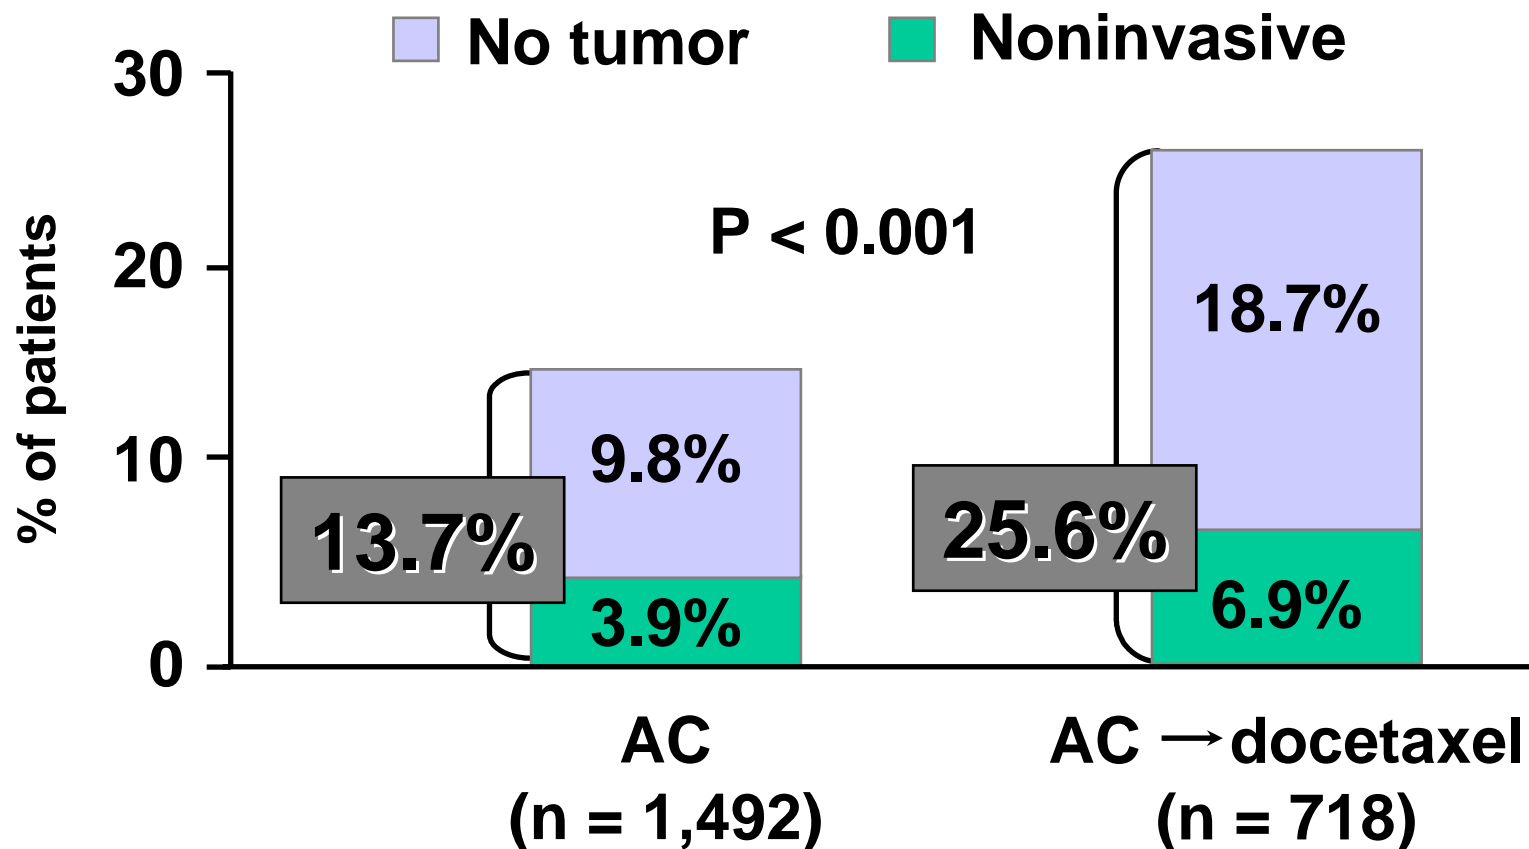 No tumor
Noninvasive
30
20
10
0
% of patients
P < 0.001
13.7%
9.8%
3.9%
25.6%
18.7%
6.9%
AC
(n = 1,492)
AC → docetaxel
(n = 718)